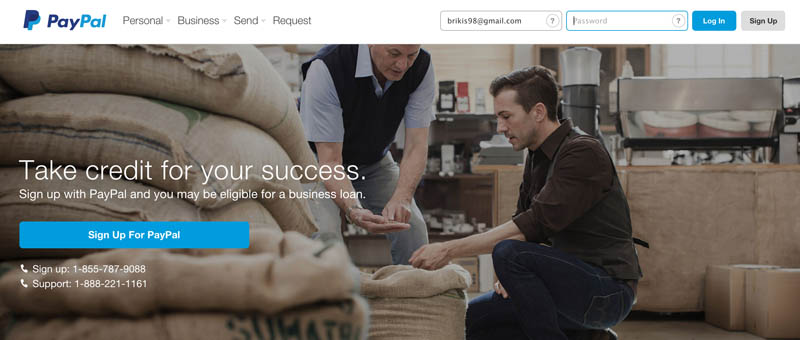 PayPal Personal Business Send Request brikis98@gmail.com ? Password ? Log In Sign Up
Take credit for your success.
Sign up with PayPal and you may be eligible for a business loan.
Sign Up For PayPal
Sign up: 1-855-787-9088
Support: 1-888-221-1161
SUMATRA